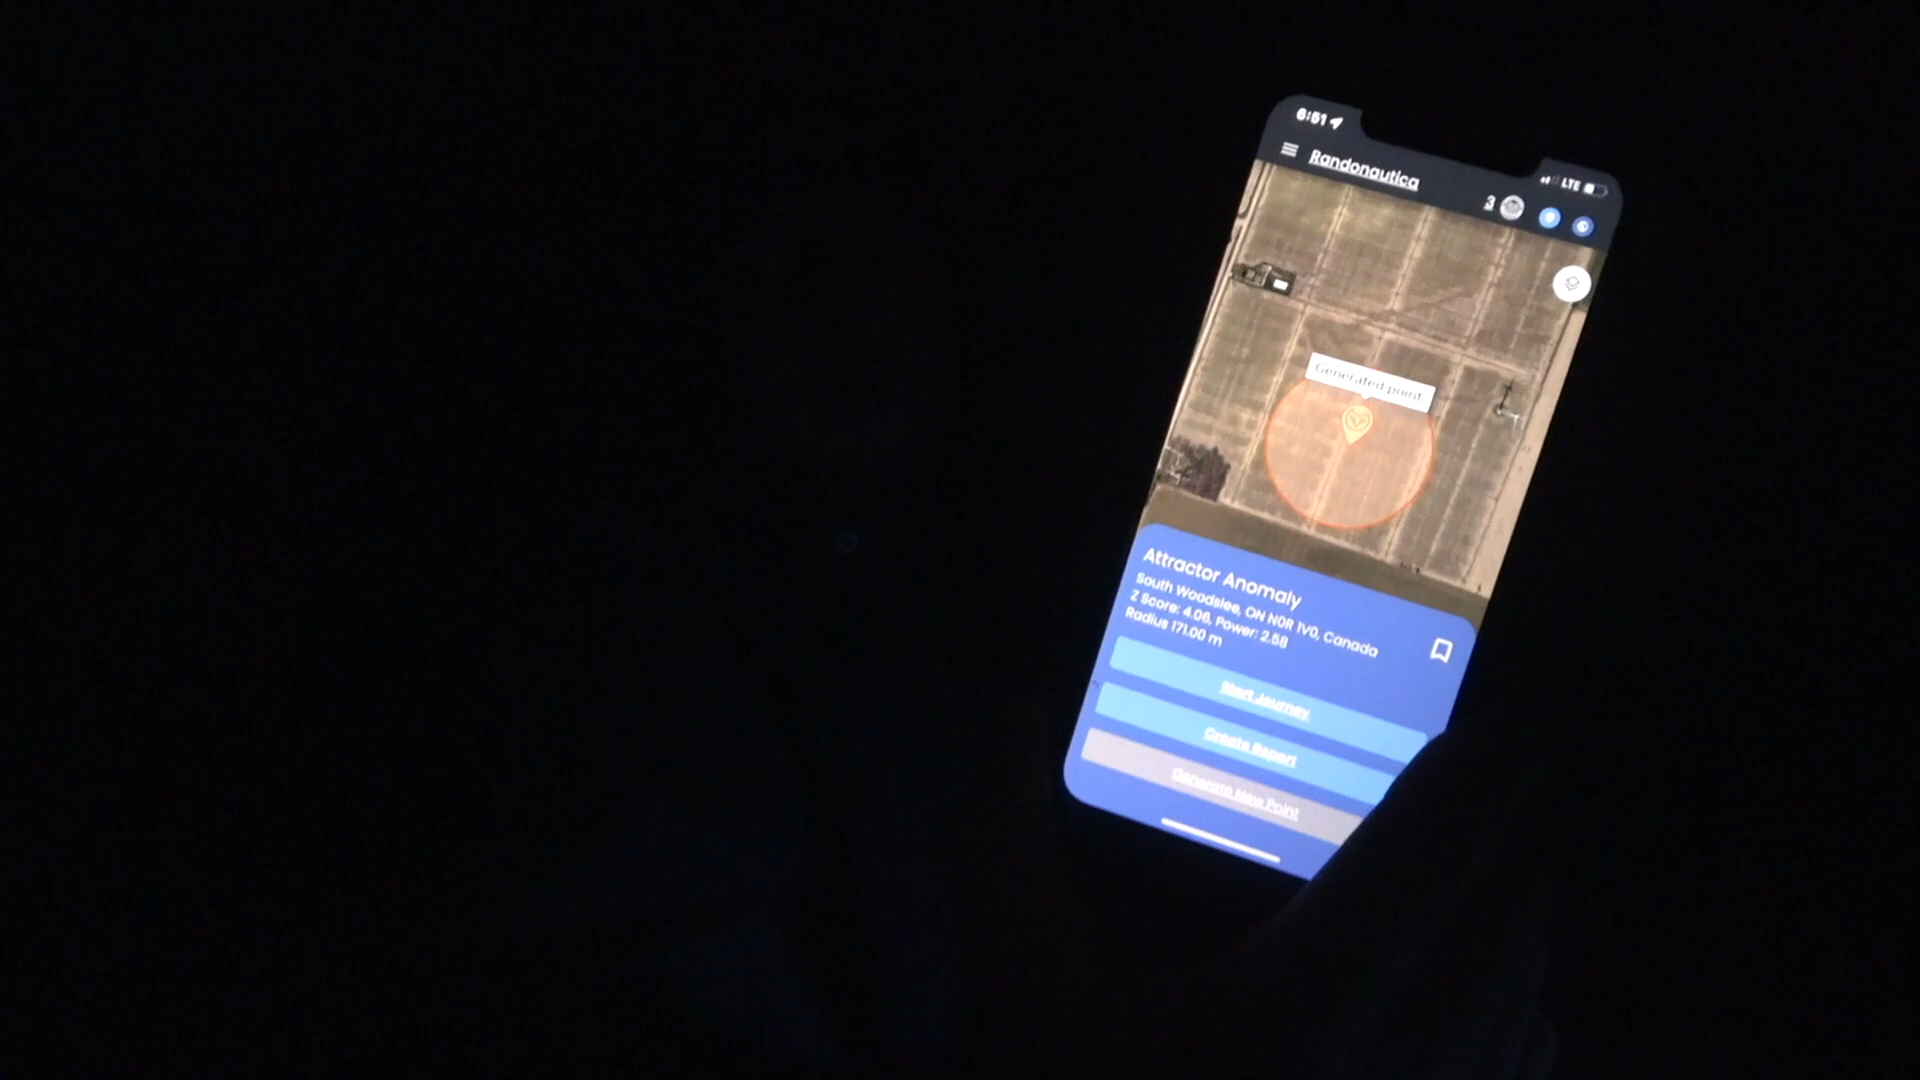 6:51
LTE
Randonautica
3
Generated point
Attractor Anomaly
South Woodslee, ON N0R 1V0, Canada
Z Score: 4.06, Power: 2.58
Radius 171.00 m
Start Journey
Create Report
Generate New Point